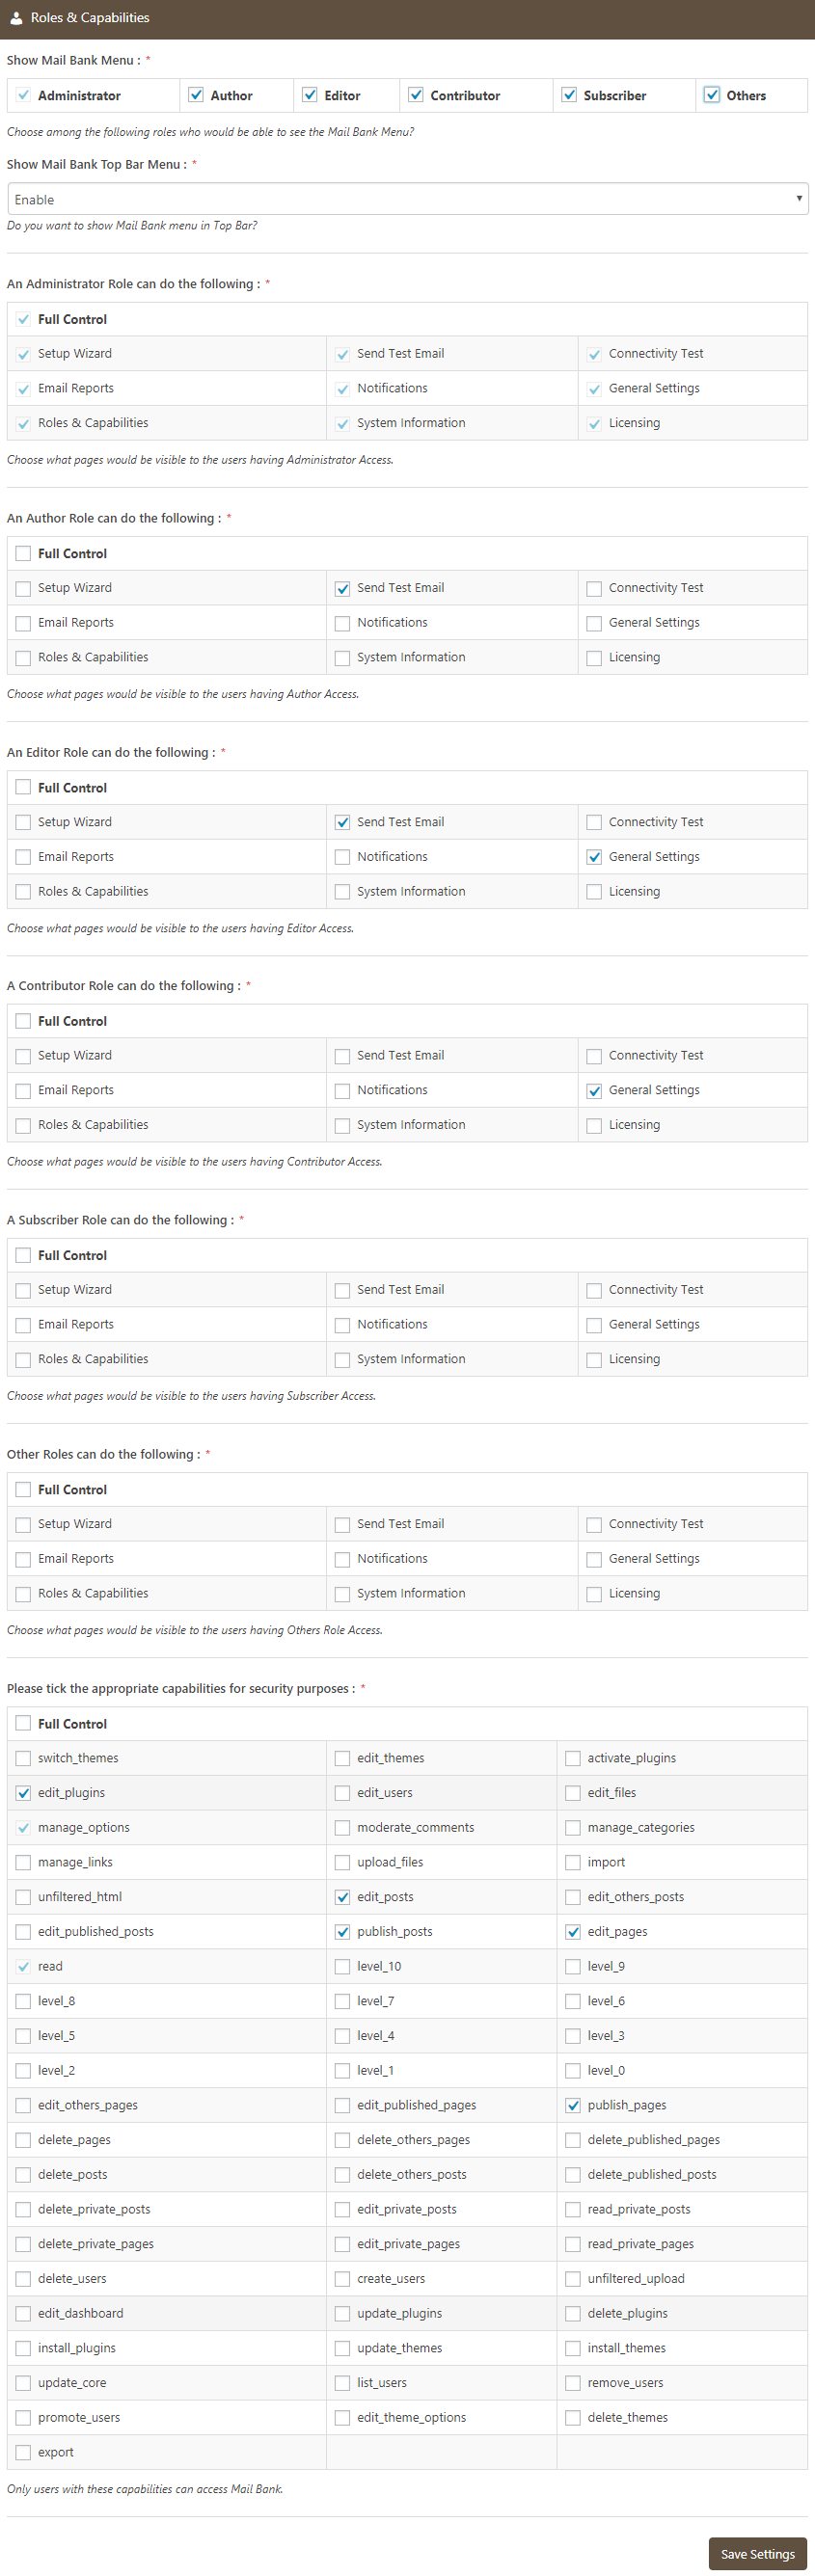 Roles & Capabilities
Show Mail Bank Menu : *
Administrator Author Editor Contributor Subscriber Others
Choose among the following roles who would be able to see the Mail Bank Menu?
Show Mail Bank Top Bar Menu : *
Enable
Do you want to show Mail Bank menu in Top Bar?
An Administrator Role can do the following : *
Full Control
Setup Wizard Send Test Email Connectivity Test
Email Reports Notifications General Settings
Roles & Capabilities System Information Licensing
Choose what pages would be visible to the users having Administrator Access.
An Author Role can do the following : *
Full Control
Setup Wizard Send Test Email Connectivity Test
Email Reports Notifications General Settings
Roles & Capabilities System Information Licensing
Choose what pages would be visible to the users having Author Access.
An Editor Role can do the following : *
Full Control
Setup Wizard Send Test Email Connectivity Test
Email Reports Notifications General Settings
Roles & Capabilities System Information Licensing
Choose what pages would be visible to the users having Editor Access.
A Contributor Role can do the following : *
Full Control
Setup Wizard Send Test Email Connectivity Test
Email Reports Notifications General Settings
Roles & Capabilities System Information Licensing
Choose what pages would be visible to the users having Contributor Access.
A Subscriber Role can do the following : *
Full Control
Setup Wizard Send Test Email Connectivity Test
Email Reports Notifications General Settings
Roles & Capabilities System Information Licensing
Choose what pages would be visible to the users having Subscriber Access.
Other Roles can do the following : *
Full Control
Setup Wizard Send Test Email Connectivity Test
Email Reports Notifications General Settings
Roles & Capabilities System Information Licensing
Choose what pages would be visible to the users having Others Role Access.
Please tick the appropriate capabilities for security purposes : *
Full Control
switch_themes edit_themes activate_plugins
edit_plugins edit_users edit_files
manage_options moderate_comments manage_categories
manage_links upload_files import
unfiltered_html edit_posts edit_others_posts
edit_published_posts publish_posts edit_pages
read level_10 level_9
level_8 level_7 level_6
level_5 level_4 level_3
level_2 level_1 level_0
edit_others_pages edit_published_pages publish_pages
delete_pages delete_others_pages delete_published_pages
delete_posts delete_others_posts delete_published_posts
delete_private_posts edit_private_posts read_private_posts
delete_private_pages edit_private_pages read_private_pages
delete_users create_users unfiltered_upload
edit_dashboard update_plugins delete_plugins
install_plugins update_themes install_themes
update_core list_users remove_users
promote_users edit_theme_options delete_themes
export
Only users with these capabilities can access Mail Bank.
Save Settings